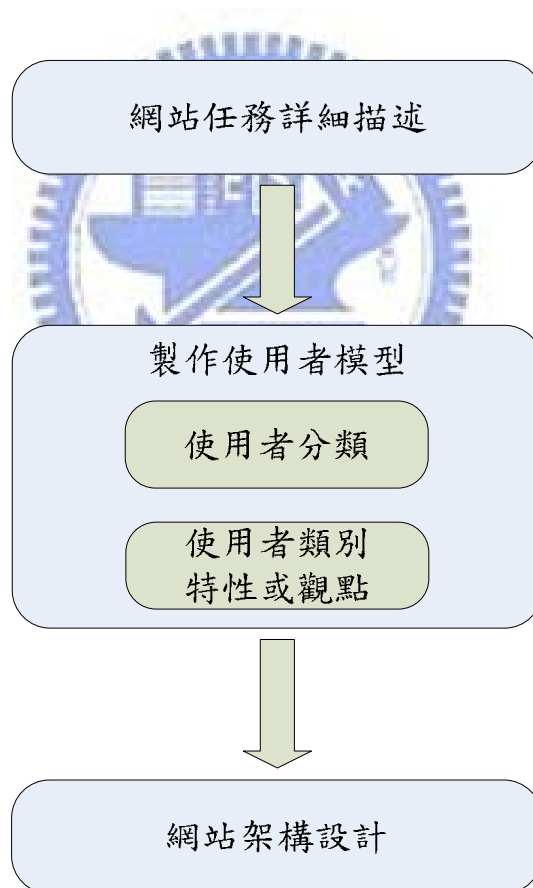 網站任務詳細描述
製作使用者模型
使用者分類
使用者類別
特性或觀點
網站架構設計